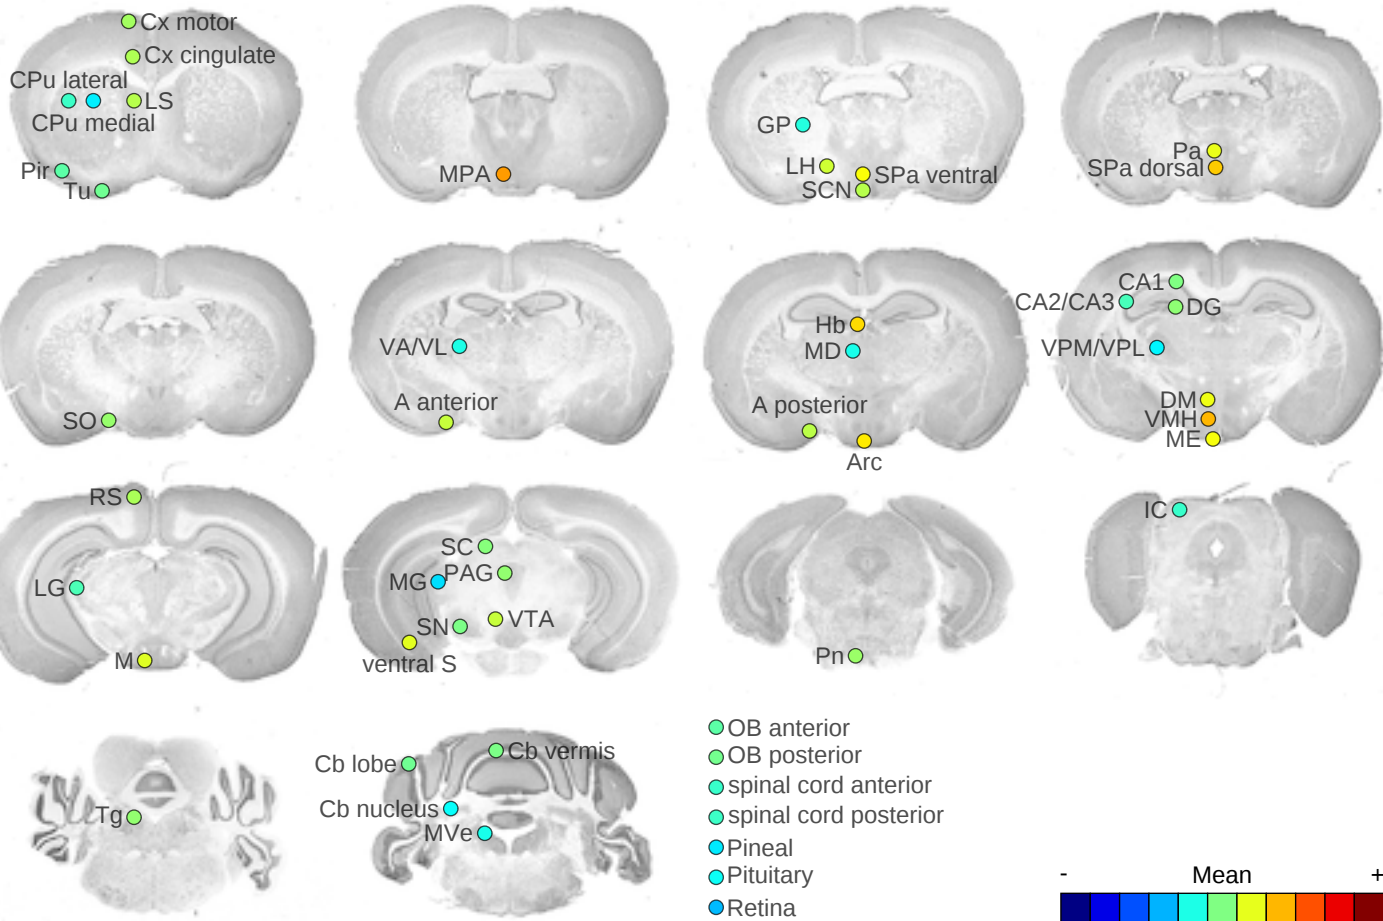 Cx motor
Cx cingulate
CPu lateral
LS
CPu medial
Pir
Tu
MPA
GP
LH
SPa ventral
SCN
Pa
SPa dorsal
SO
VA/VL
A anterior
Hb
MD
A posterior
Arc
CA1
CA2/CA3
DG
VPM/VPL
DM
VMH
ME
RS
LG
M
SC
MG
PAG
SN
VTA
ventral S
Pn
IC
Tg
Cb lobe
Cb vermis
Cb nucleus
MVe
OB anterior
OB posterior
spinal cord anterior
spinal cord posterior
Pineal
Pituitary
Retina
- Mean +